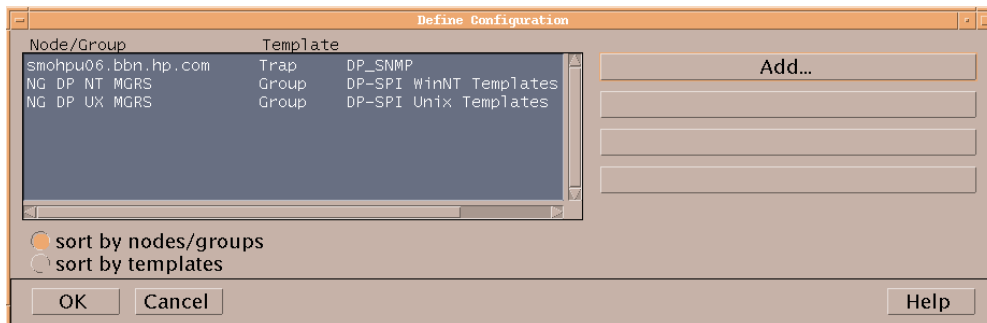 Define Configuration
Node/Group Template
smohpu06.bbn.hp.com Trap DP_SNMP
NG DP NT MGRS Group DP-SPI WinNT Templates
NG DP UX MGRS Group DP-SPI Unix Templates
Add...
sort by nodes/groups
sort by templates
OK Cancel Help